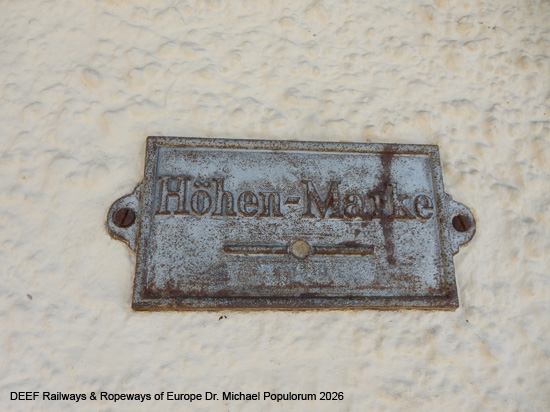 Höhen-Marke
DEEF Railways & Ropeways of Europe Dr. Michael Populorum 2026